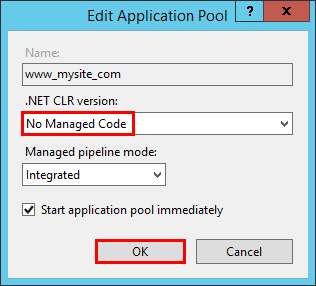 Edit Application Pool
?
Name:
www_mysite_com
.NET CLR version:
No Managed Code
Managed pipeline mode:
Integrated
Start application pool immediately
OK
Cancel